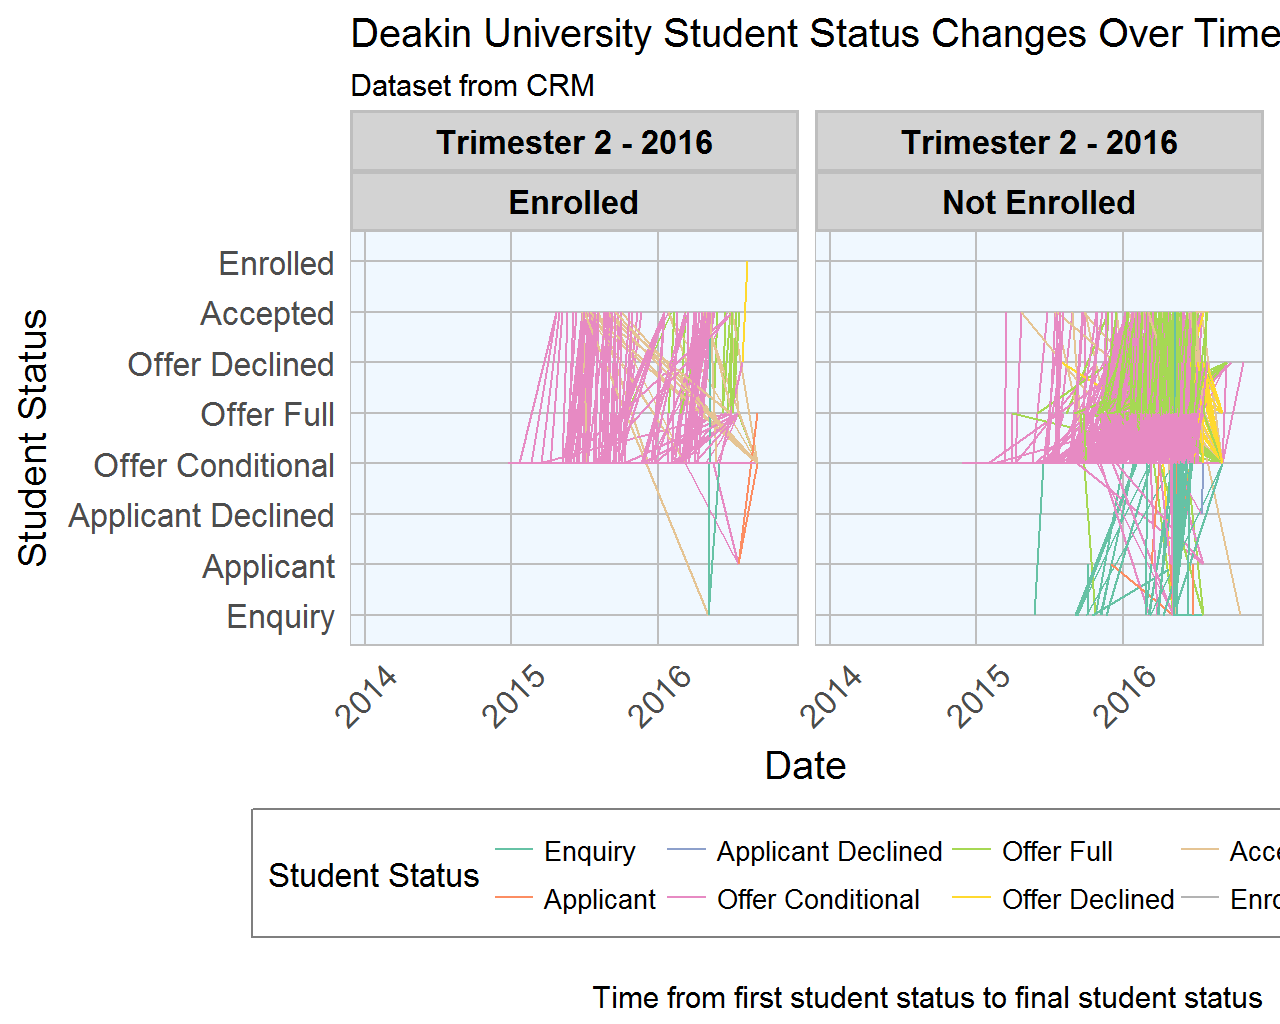 Deakin University Student Status Changes Over Time
Dataset from CRM
Trimester 2 - 2016
Trimester 2 - 2016
Enrolled
Not Enrolled
Student Status
Enrolled
Accepted
Offer Declined
Offer Full
Offer Conditional
Applicant Declined
Applicant
Enquiry
2014
2015
2016
2014
2015
2016
Date
Student Status
Enquiry
Applicant Declined
Offer Full
Acce
Applicant
Offer Conditional
Offer Declined
Enro
Time from first student status to final student status